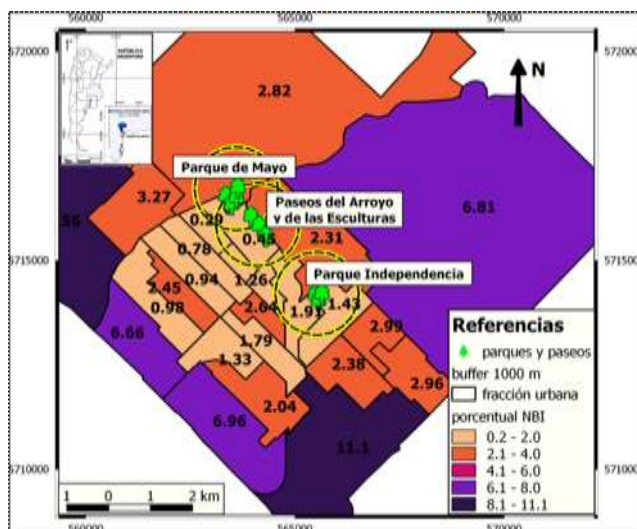 560000
565000
570000
5720000
5720000
REPÚBLICA
ARGENTINA
N
2.82
Parque de Mayo
3.27
Paseos del Arroyo
y de las Esculturas
6.81
0.29
0.45
2.31
0.78
5715000
5715000
Parque Independencia
0.94
1.26
2.45
0.98
2.04
1.91
1.43
6.66
1.79
2.99
1.33
2.38
2.96
6.96
2.04
11.1
Referencias
parques y paseos
buffer 1000 m
fracción urbana
porcentual NBI
0.2 - 2.0
2.1 - 4.0
4.1 - 6.0
6.1 - 8.0
8.1 - 11.1
5710000
5710000
1 0 1 2 km
560000
565000
570000